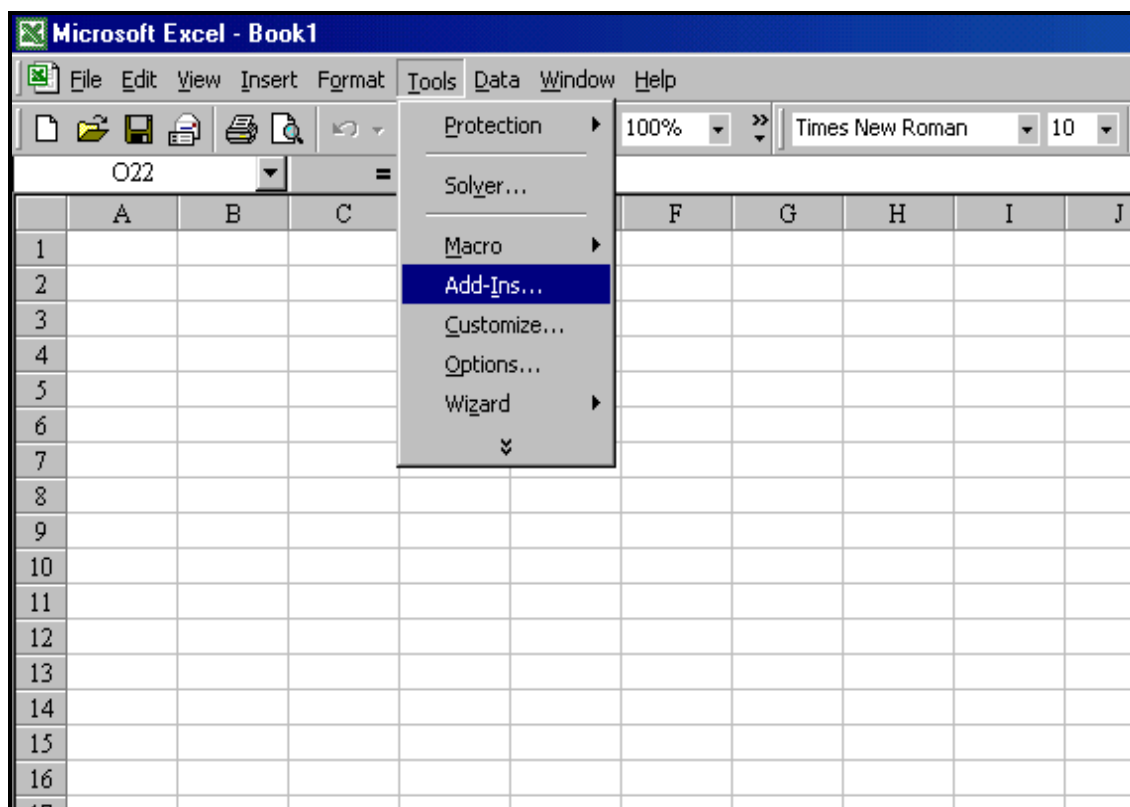 Microsoft Excel - Book1
File Edit View Insert Format Tools Data Window Help
100% Times New Roman 10
O22 =
Protection
Solver...
Macro
Add-Ins...
Customize...
Options...
Wizard
A B C F G H I J
1
2
3
4
5
6
7
8
9
10
11
12
13
14
15
16